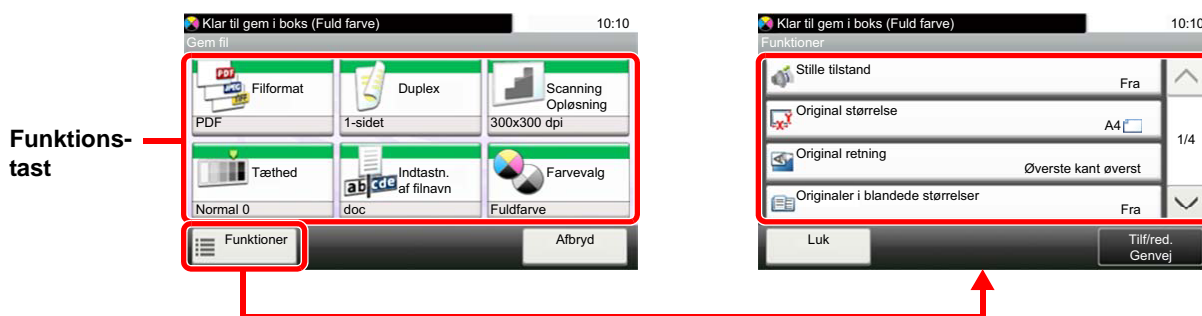 Funktions-
tast
Klar til gem i boks (Fuld farve) 10:10
Gem fil
PDF
Filformat
PDF
Duplex
1-sidet
Scanning
Opløsning
300x300 dpi
Tæthed
Normal 0
ab cde
Indtastn.
af filnavn
doc
Farvevalg
Fuldfarve
Funktioner
Afbryd
Klar til gem i boks (Fuld farve) 10:10
Funktioner
Stille tilstand
Fra
Original størrelse
A4
Original retning
Øverste kant øverst
Originaler i blandede størrelser
Fra
1/4
Luk
Tilf/red.
Genvej